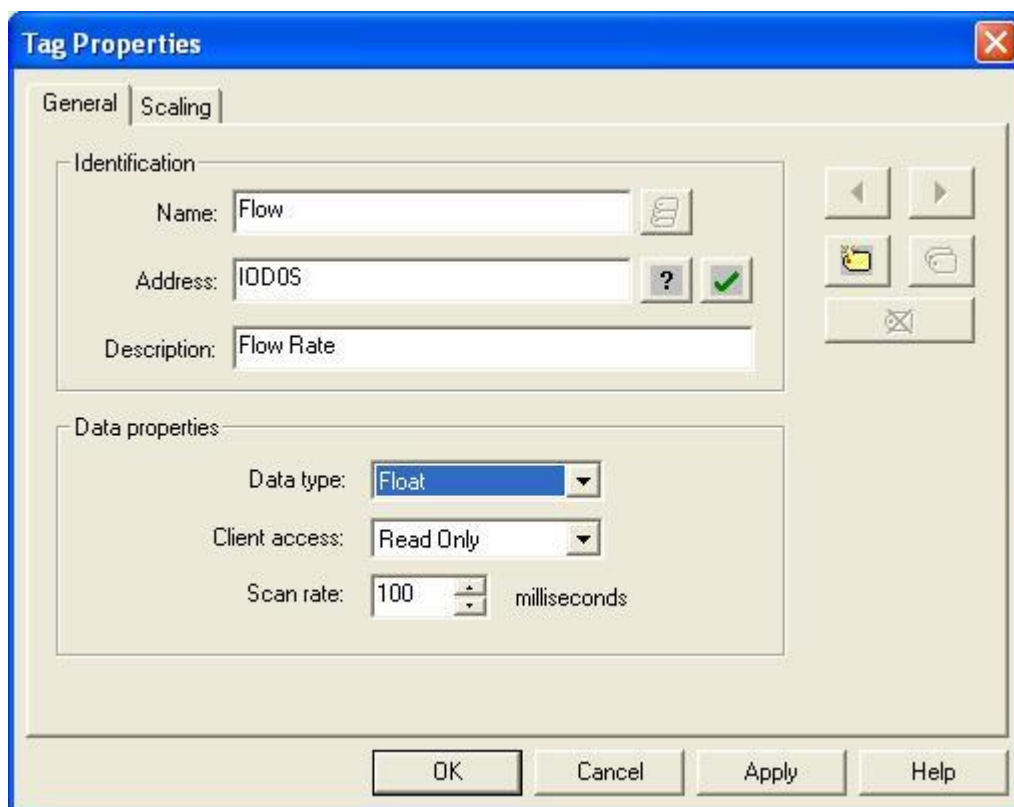 Tag Properties
General Scaling
Identification
Name: Flow
Address: IOD0S ?
Description: Flow Rate
Data properties
Data type: Float
Client access: Read Only
Scan rate: 100 milliseconds
OK Cancel Apply Help